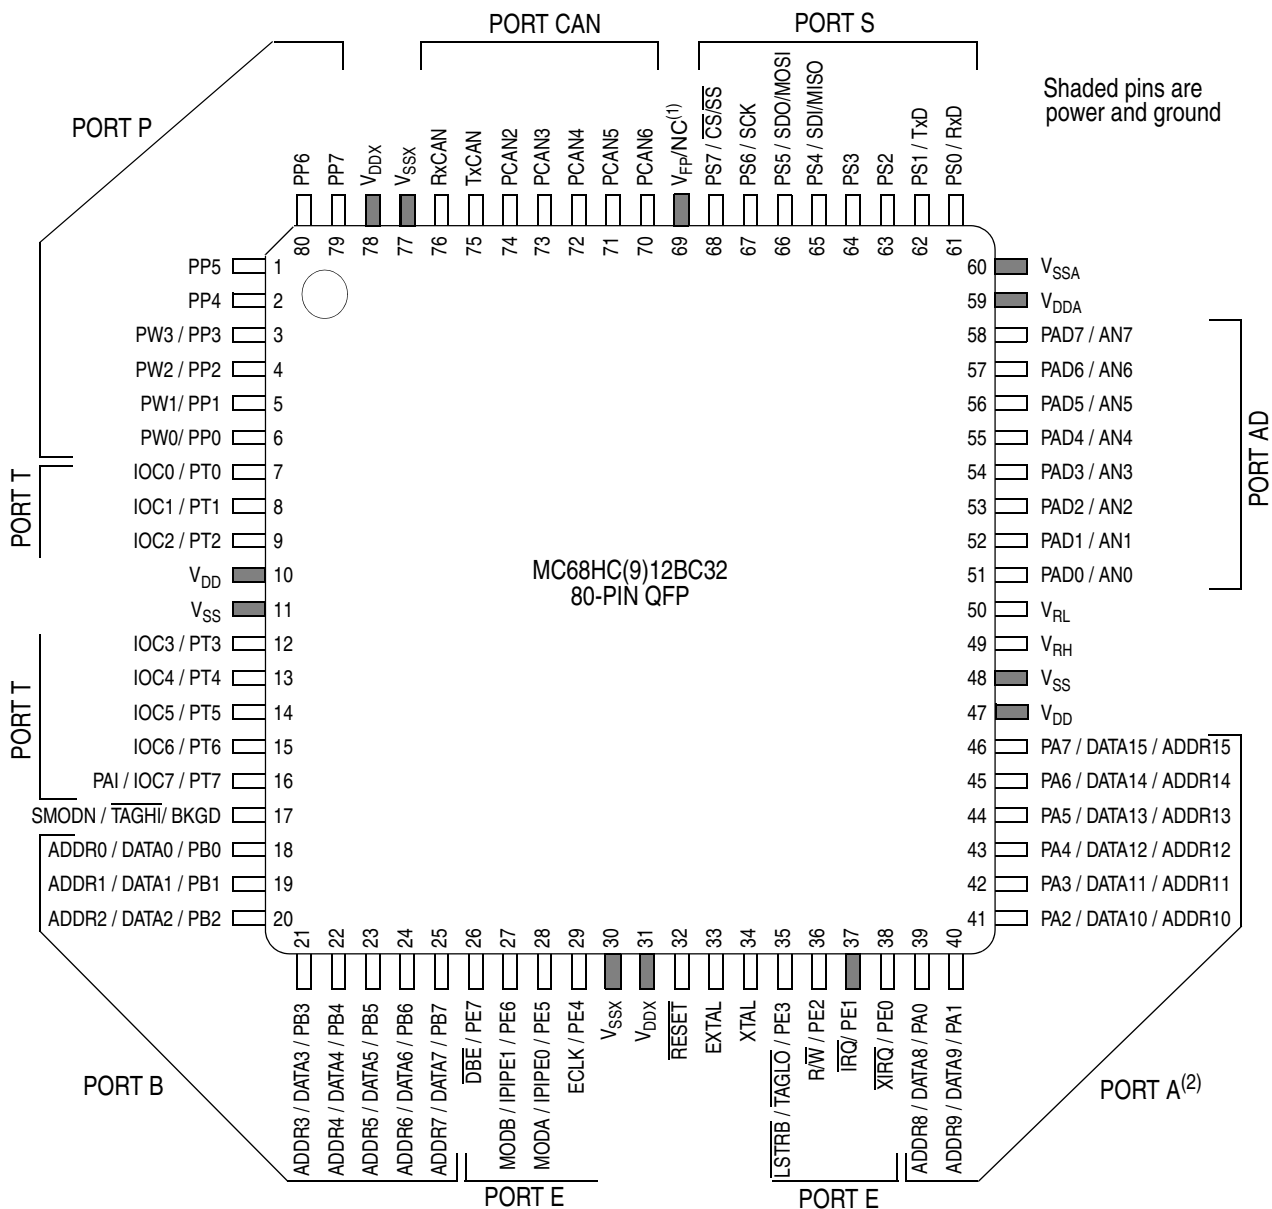 PORT CAN
PORT S
Shaded pins are
power and ground
PORT P
PP6
PP7
VDDX
VSSX
RxCAN
TxCAN
PCAN2
PCAN3
PCAN4
PCAN5
PCAN6
VFP/NC(1)
PS7 / CS/SS
PS6 / SCK
PS5 / SDO/MOSI
PS4 / SDI/MISO
PS3
PS2
PS1 / TxD
PS0 / RxD
80
79
78
77
76
75
74
73
72
71
70
69
68
67
66
65
64
63
62
61
PP5 1
PP4 2
PW3 / PP3 3
PW2 / PP2 4
PW1/ PP1 5
PW0/ PP0 6
PORT T
IOC0 / PT0 7
IOC1 / PT1 8
IOC2 / PT2 9
VDD 10
VSS 11
PORT T
IOC3 / PT3 12
IOC4 / PT4 13
IOC5 / PT5 14
IOC6 / PT6 15
PAI / IOC7 / PT7 16
SMODN / TAGHI/ BKGD 17
ADDR0 / DATA0 / PB0 18
ADDR1 / DATA1 / PB1 19
ADDR2 / DATA2 / PB2 20
MC68HC(9)12BC32
80-PIN QFP
60 VSSA
59 VDDA
58 PAD7 / AN7
57 PAD6 / AN6
56 PAD5 / AN5
55 PAD4 / AN4
54 PAD3 / AN3
53 PAD2 / AN2
52 PAD1 / AN1
51 PAD0 / AN0
PORT AD
50 VRL
49 VRH
48 VSS
47 VDD
46 PA7 / DATA15 / ADDR15
45 PA6 / DATA14 / ADDR14
44 PA5 / DATA13 / ADDR13
43 PA4 / DATA12 / ADDR12
42 PA3 / DATA11 / ADDR11
41 PA2 / DATA10 / ADDR10
21
22
23
24
25
26
27
28
29
30
31
32
33
34
35
36
37
38
39
40
ADDR3 / DATA3 / PB3
ADDR4 / DATA4 / PB4
ADDR5 / DATA5 / PB5
ADDR6 / DATA6 / PB6
ADDR7 / DATA7 / PB7
DBE / PE7
MODB / IPIPE1 / PE6
MODA / IPIPE0 / PE5
ECLK / PE4
VSSX
VDDX
RESET
EXTAL
XTAL
LSTRB / TAGLO / PE3
R/W / PE2
IRQ/ PE1
XIRQ / PE0
ADDR8 / DATA8 / PA0
ADDR9 / DATA9 / PA1
PORT B
PORT A(2)
PORT E
PORT E